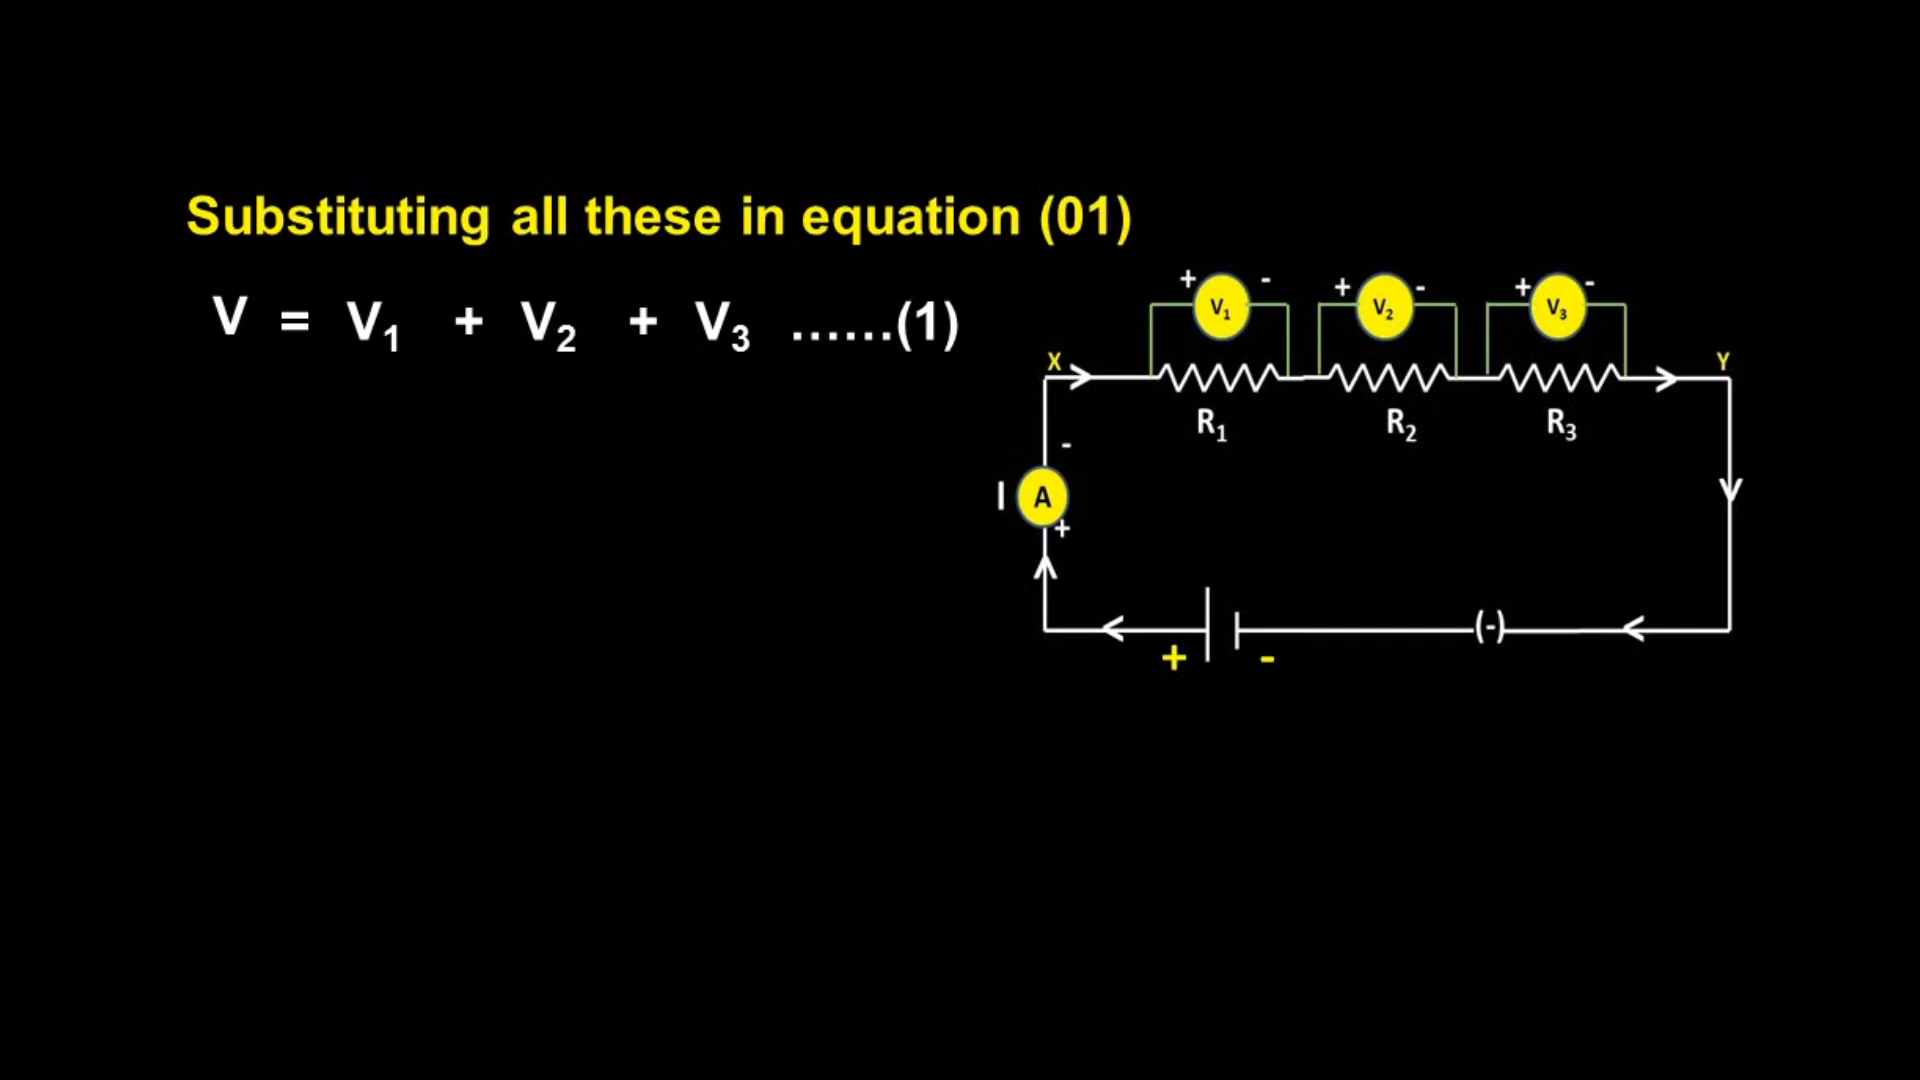 Substituting all these in equation (01)
V = V₁ + V₂ + V₃ ......(1)
+ - + - + -
V₁ V₂ V₃
X Y
R₁ R₂ R₃
-
I A
+
(-)
+ -